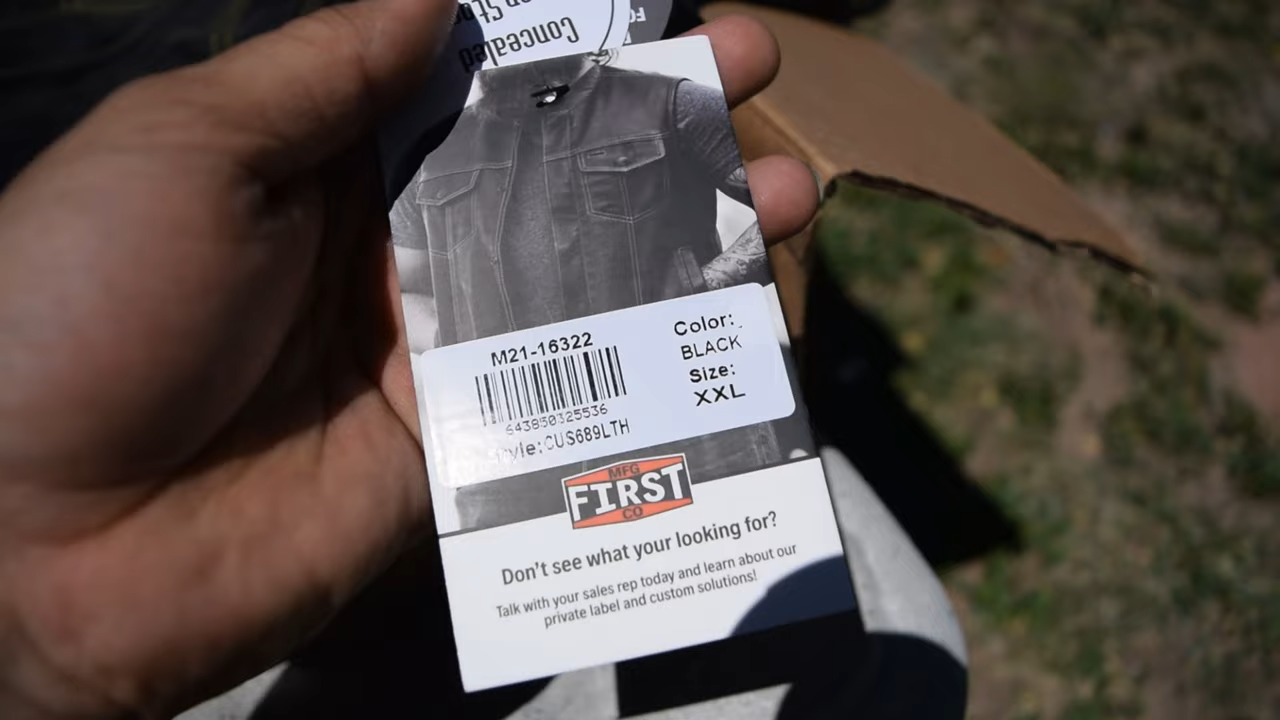 Concealed
M21-16322
643850325536
CUS689LTH
Color:
BLACK
Size:
XXL
MFG
FIRST
CO
Don't see what your looking for?
Talk with your sales rep today and learn about our
private label and custom solutions!